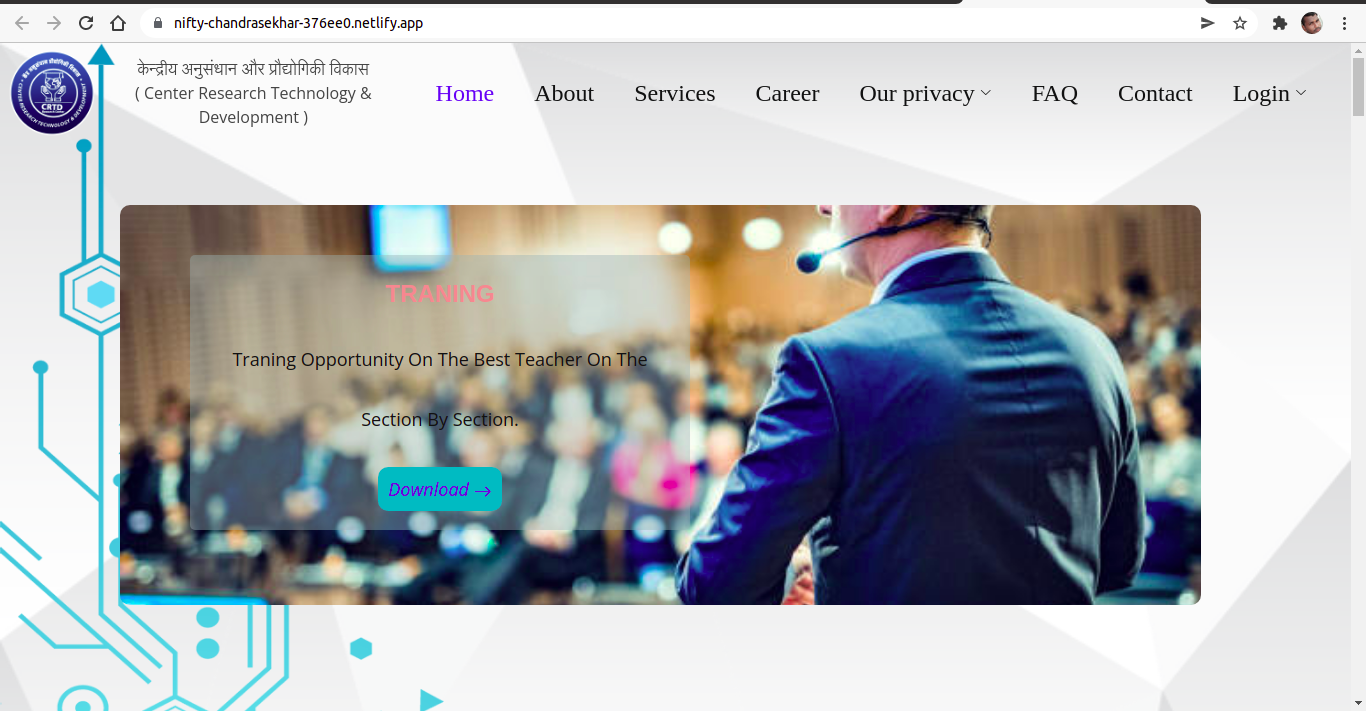 nifty-chandrasekhar-376ee0.netlify.app
केन्द्रीय अनुसंधान और प्रौद्योगिकी विकास
( Center Research Technology &
Development )
CRTD
Home About Services Career Our privacy FAQ Contact Login
TRANING
Traning Opportunity On The Best Teacher On The
Section By Section.
Download →